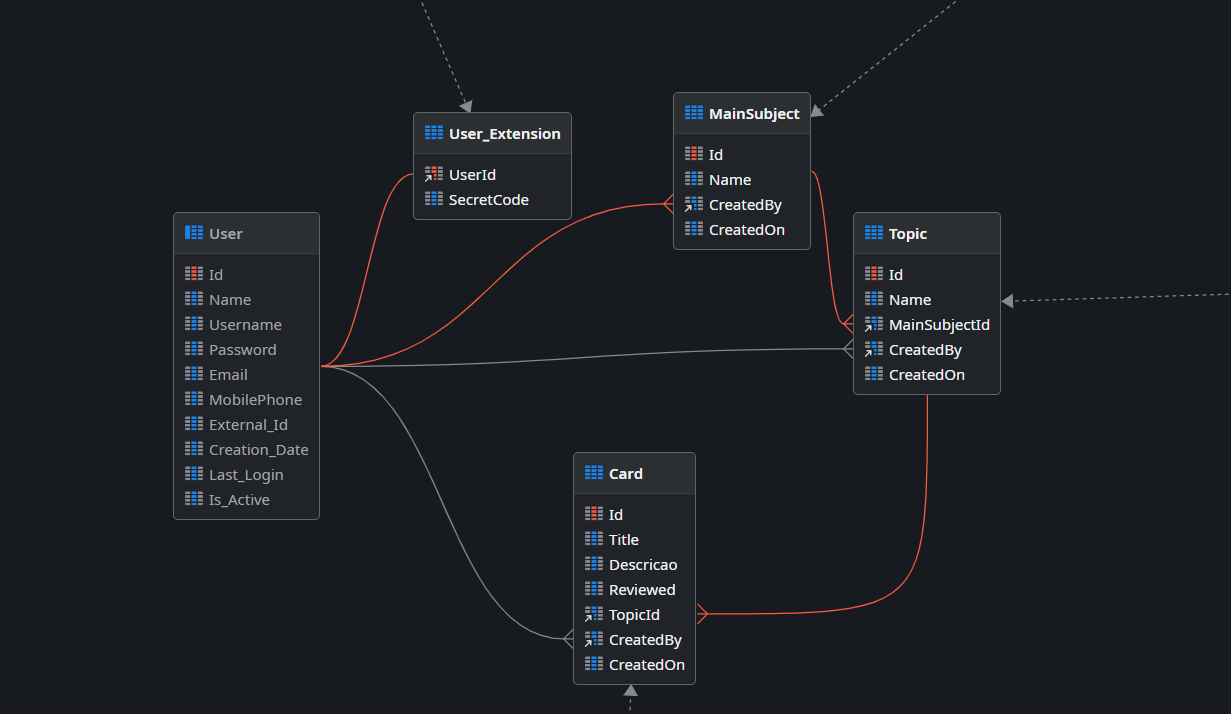 User_Extension
UserId
SecretCode
MainSubject
Id
Name
CreatedBy
CreatedOn
User
Id
Name
Username
Password
Email
MobilePhone
External_Id
Creation_Date
Last_Login
Is_Active
Topic
Id
Name
MainSubjectId
CreatedBy
CreatedOn
Card
Id
Title
Descricao
Reviewed
TopicId
CreatedBy
CreatedOn